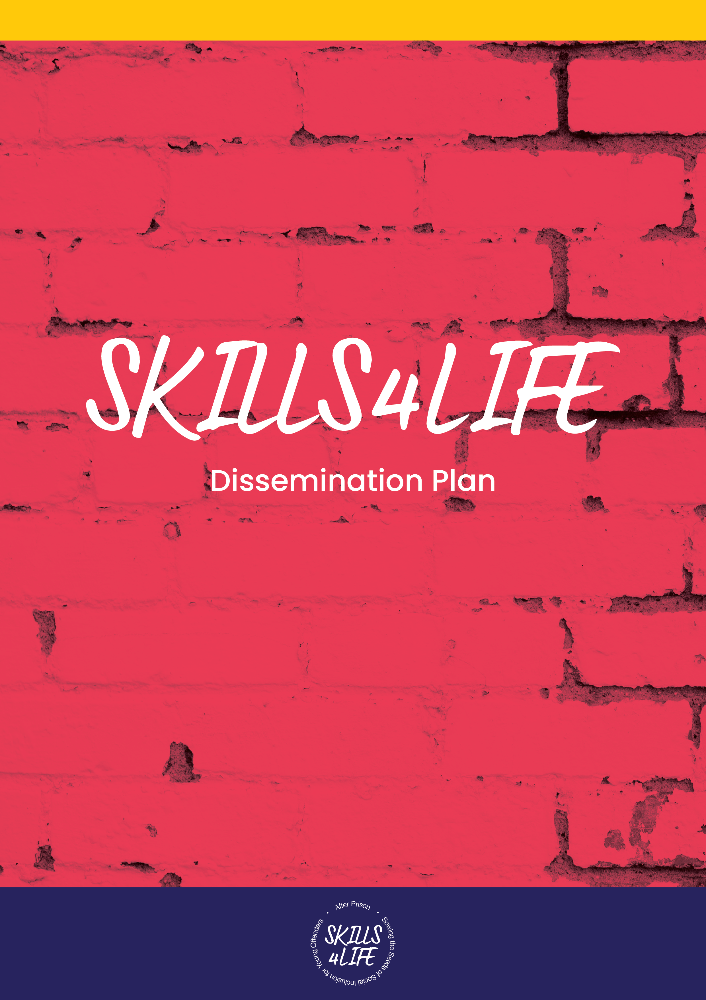 SKILLS4LIFE
Dissemination Plan
After Prison • Sowing the Seeds of Social Inclusion for Young Offenders •
SKILLS
4LIFE